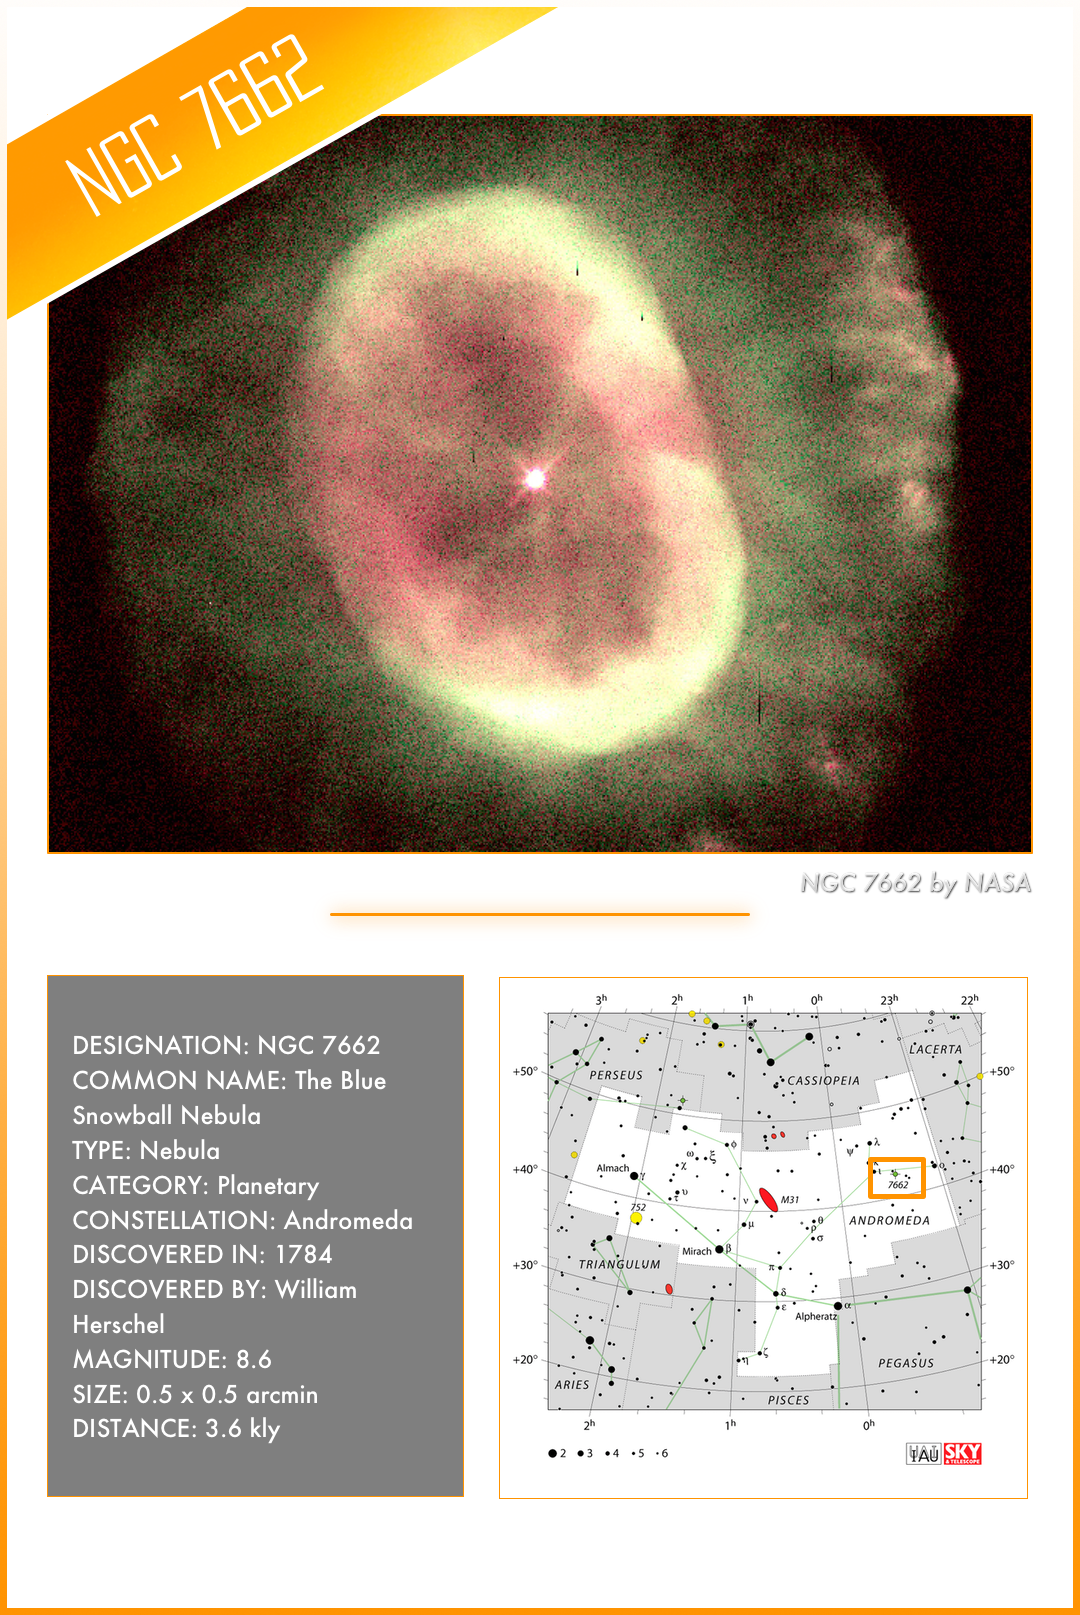 NGC 7662
NGC 7662 by NASA
DESIGNATION: NGC 7662
COMMON NAME: The Blue
Snowball Nebula
TYPE: Nebula
CATEGORY: Planetary
CONSTELLATION: Andromeda
DISCOVERED IN: 1784
DISCOVERED BY: William
Herschel
MAGNITUDE: 8.6
SIZE: 0.5 x 0.5 arcmin
DISTANCE: 3.6 kly
3h 2h 1h 0h 23h 22h
LACERTA
+50° PERSEUS CASSIOPEIA +50°
φ λ
ω ξ ψ
χ κ
+40° Almach γ ι ο +40°
υ 7662
τ ν M31
752 μ θ ANDROMEDA
ρ
σ
Mirach β
+30° TRIANGULUM π +30°
δ
ε α
Alpheratz
ζ
+20° η PEGASUS +20°
ARIES PISCES
2h 1h 0h
2 3 4 5 6 IAU SKY
& TELESCOPE